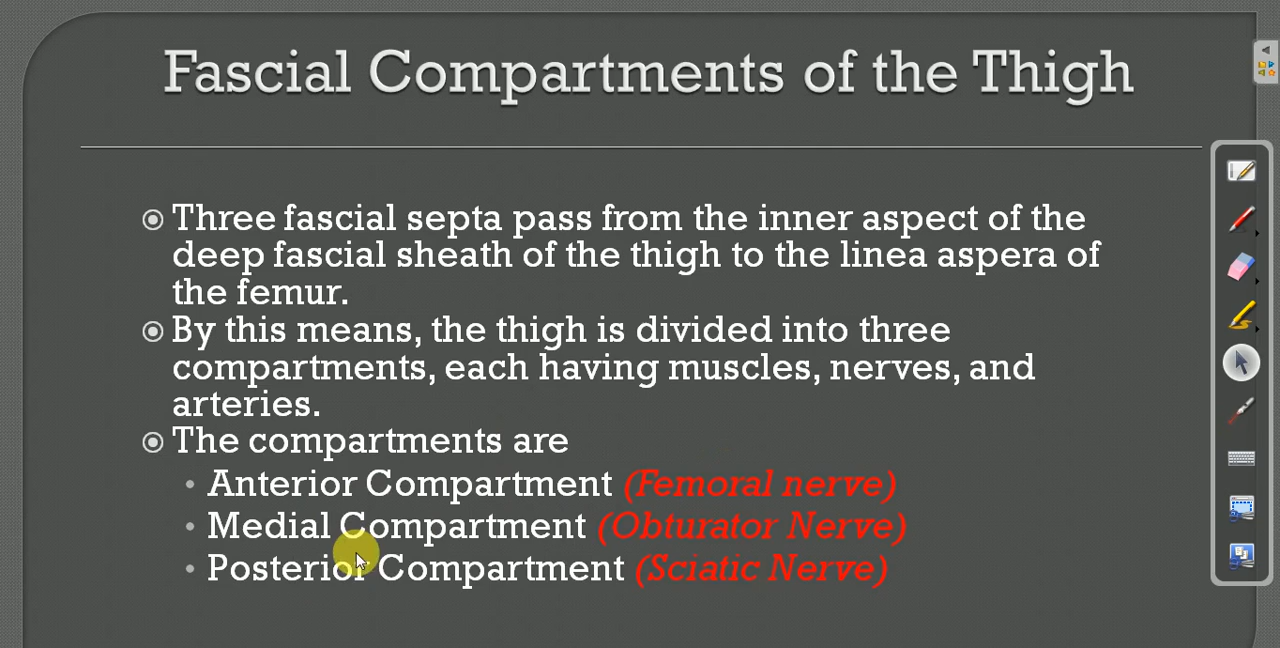 Fascial Compartments of the Thigh
Three fascial septa pass from the inner aspect of the
deep fascial sheath of the thigh to the linea aspera of
the femur.
By this means, the thigh is divided into three
compartments, each having muscles, nerves, and
arteries.
The compartments are
Anterior Compartment (Femoral nerve)
Medial Compartment (Obturator Nerve)
Posterior Compartment (Sciatic Nerve)